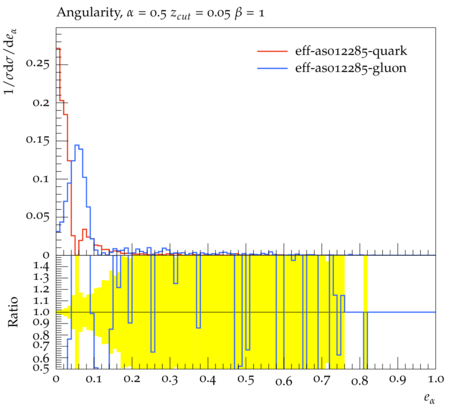 Angularity, α = 0.5 z_cut = 0.05 β = 1
1/σdσ/de_α
eff-as012285-quark
eff-as012285-gluon
0.25
0.2
0.15
0.1
0.05
0
Ratio
1.4
1.3
1.2
1.1
1.0
0.9
0.8
0.7
0.6
0.5
0 0.1 0.2 0.3 0.4 0.5 0.6 0.7 0.8 0.9 1.0
e_α